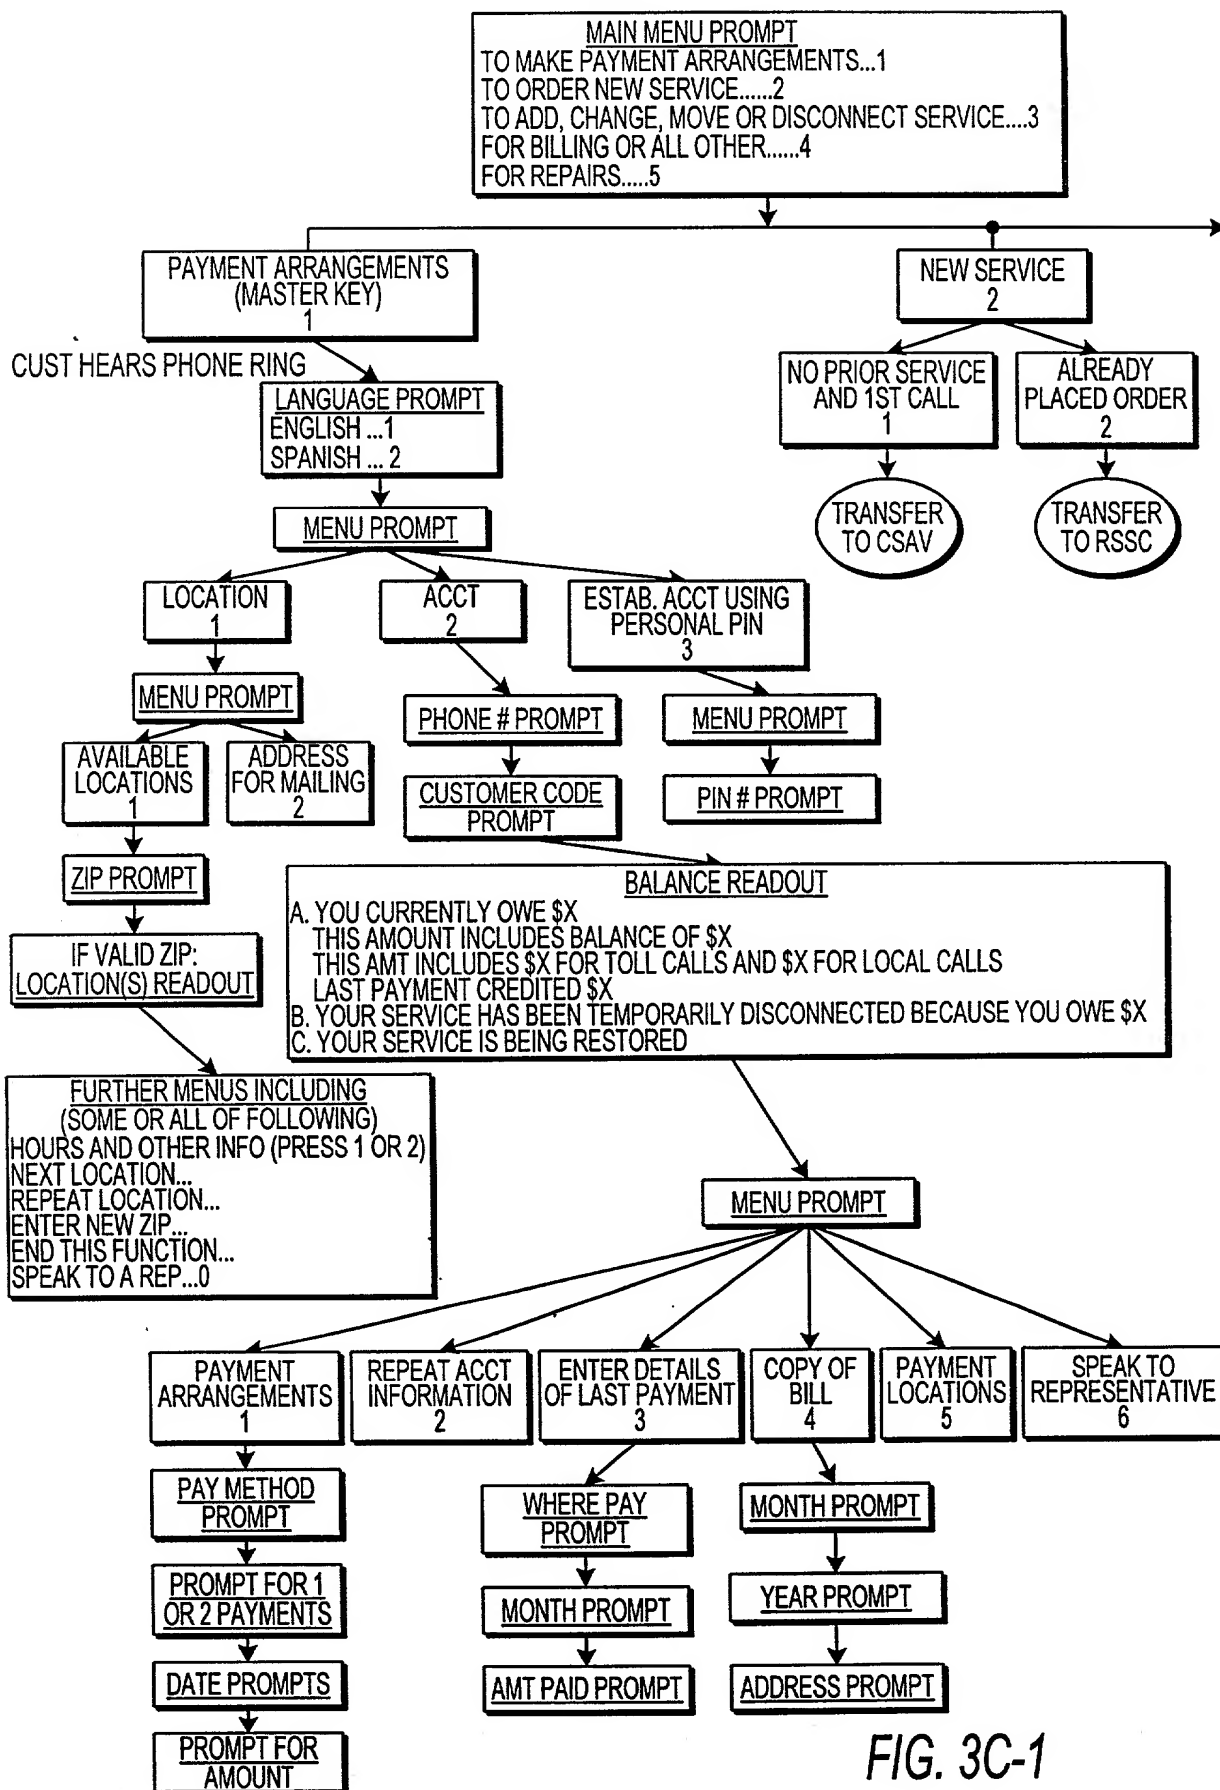 MAIN MENU PROMPT
TO MAKE PAYMENT ARRANGEMENTS...1
TO ORDER NEW SERVICE......2
TO ADD, CHANGE, MOVE OR DISCONNECT SERVICE....3
FOR BILLING OR ALL OTHER......4
FOR REPAIRS.....5
PAYMENT ARRANGEMENTS
(MASTER KEY)
1
NEW SERVICE
2
CUST HEARS PHONE RING
LANGUAGE PROMPT
ENGLISH ...1
SPANISH ... 2
NO PRIOR SERVICE
AND 1ST CALL
1
ALREADY
PLACED ORDER
2
TRANSFER
TO CSAV
TRANSFER
TO RSSC
MENU PROMPT
LOCATION
1
ACCT
2
ESTAB. ACCT USING
PERSONAL PIN
3
MENU PROMPT
PHONE # PROMPT
MENU PROMPT
AVAILABLE
LOCATIONS
1
ADDRESS
FOR MAILING
2
CUSTOMER CODE
PROMPT
PIN # PROMPT
ZIP PROMPT
IF VALID ZIP:
LOCATION(S) READOUT
BALANCE READOUT
A. YOU CURRENTLY OWE $X
THIS AMOUNT INCLUDES BALANCE OF $X
THIS AMT INCLUDES $X FOR TOLL CALLS AND $X FOR LOCAL CALLS
LAST PAYMENT CREDITED $X
B. YOUR SERVICE HAS BEEN TEMPORARILY DISCONNECTED BECAUSE YOU OWE $X
C. YOUR SERVICE IS BEING RESTORED
FURTHER MENUS INCLUDING
(SOME OR ALL OF FOLLOWING)
HOURS AND OTHER INFO (PRESS 1 OR 2)
NEXT LOCATION...
REPEAT LOCATION...
ENTER NEW ZIP...
END THIS FUNCTION...
SPEAK TO A REP...0
MENU PROMPT
PAYMENT
ARRANGEMENTS
1
REPEAT ACCT
INFORMATION
2
ENTER DETAILS
OF LAST PAYMENT
3
COPY OF
BILL
4
PAYMENT
LOCATIONS
5
SPEAK TO
REPRESENTATIVE
6
PAY METHOD
PROMPT
WHERE PAY
PROMPT
MONTH PROMPT
PROMPT FOR 1
OR 2 PAYMENTS
MONTH PROMPT
YEAR PROMPT
DATE PROMPTS
AMT PAID PROMPT
ADDRESS PROMPT
PROMPT FOR
AMOUNT
FIG. 3C-1